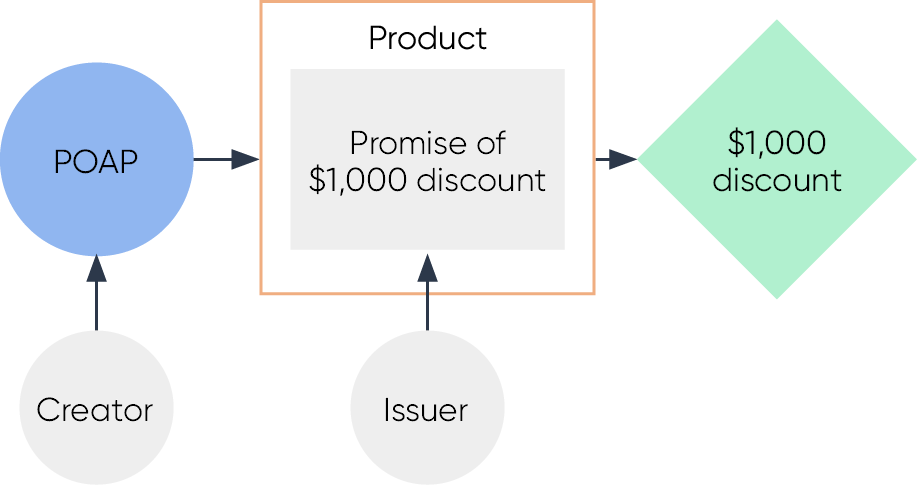 Product
POAP
Promise of
$1,000 discount
$1,000
discount
Creator
Issuer